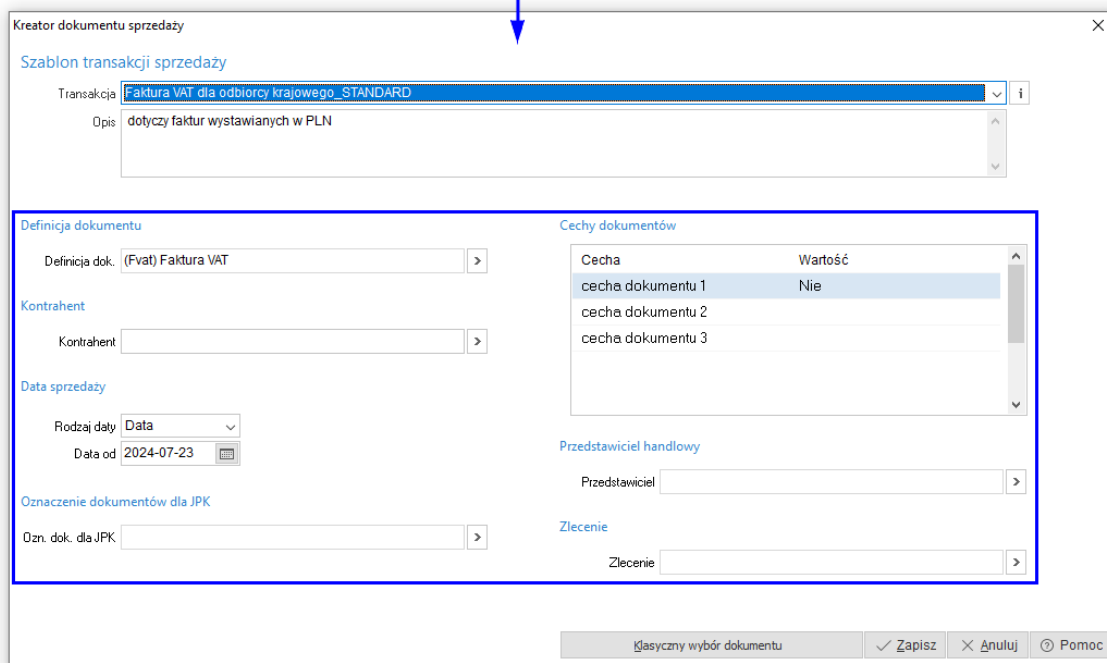 Kreator dokumentu sprzedaży
Szablon transakcji sprzedaży
Transakcja Faktura VAT dla odbiorcy krajowego_STANDARD i
Opis dotyczy faktur wystawianych w PLN
Definicja dokumentu
Definicja dok. (Fvat) Faktura VAT
Kontrahent
Kontrahent
Data sprzedaży
Rodzaj daty Data
Data od 2024-07-23
Oznaczenie dokumentów dla JPK
Ozn. dok. dla JPK
Cechy dokumentów
Cecha Wartość
cecha dokumentu 1 Nie
cecha dokumentu 2
cecha dokumentu 3
Przedstawiciel handlowy
Przedstawiciel
Zlecenie
Zlecenie
Klasyczny wybór dokumentu Zapisz Anuluj Pomoc